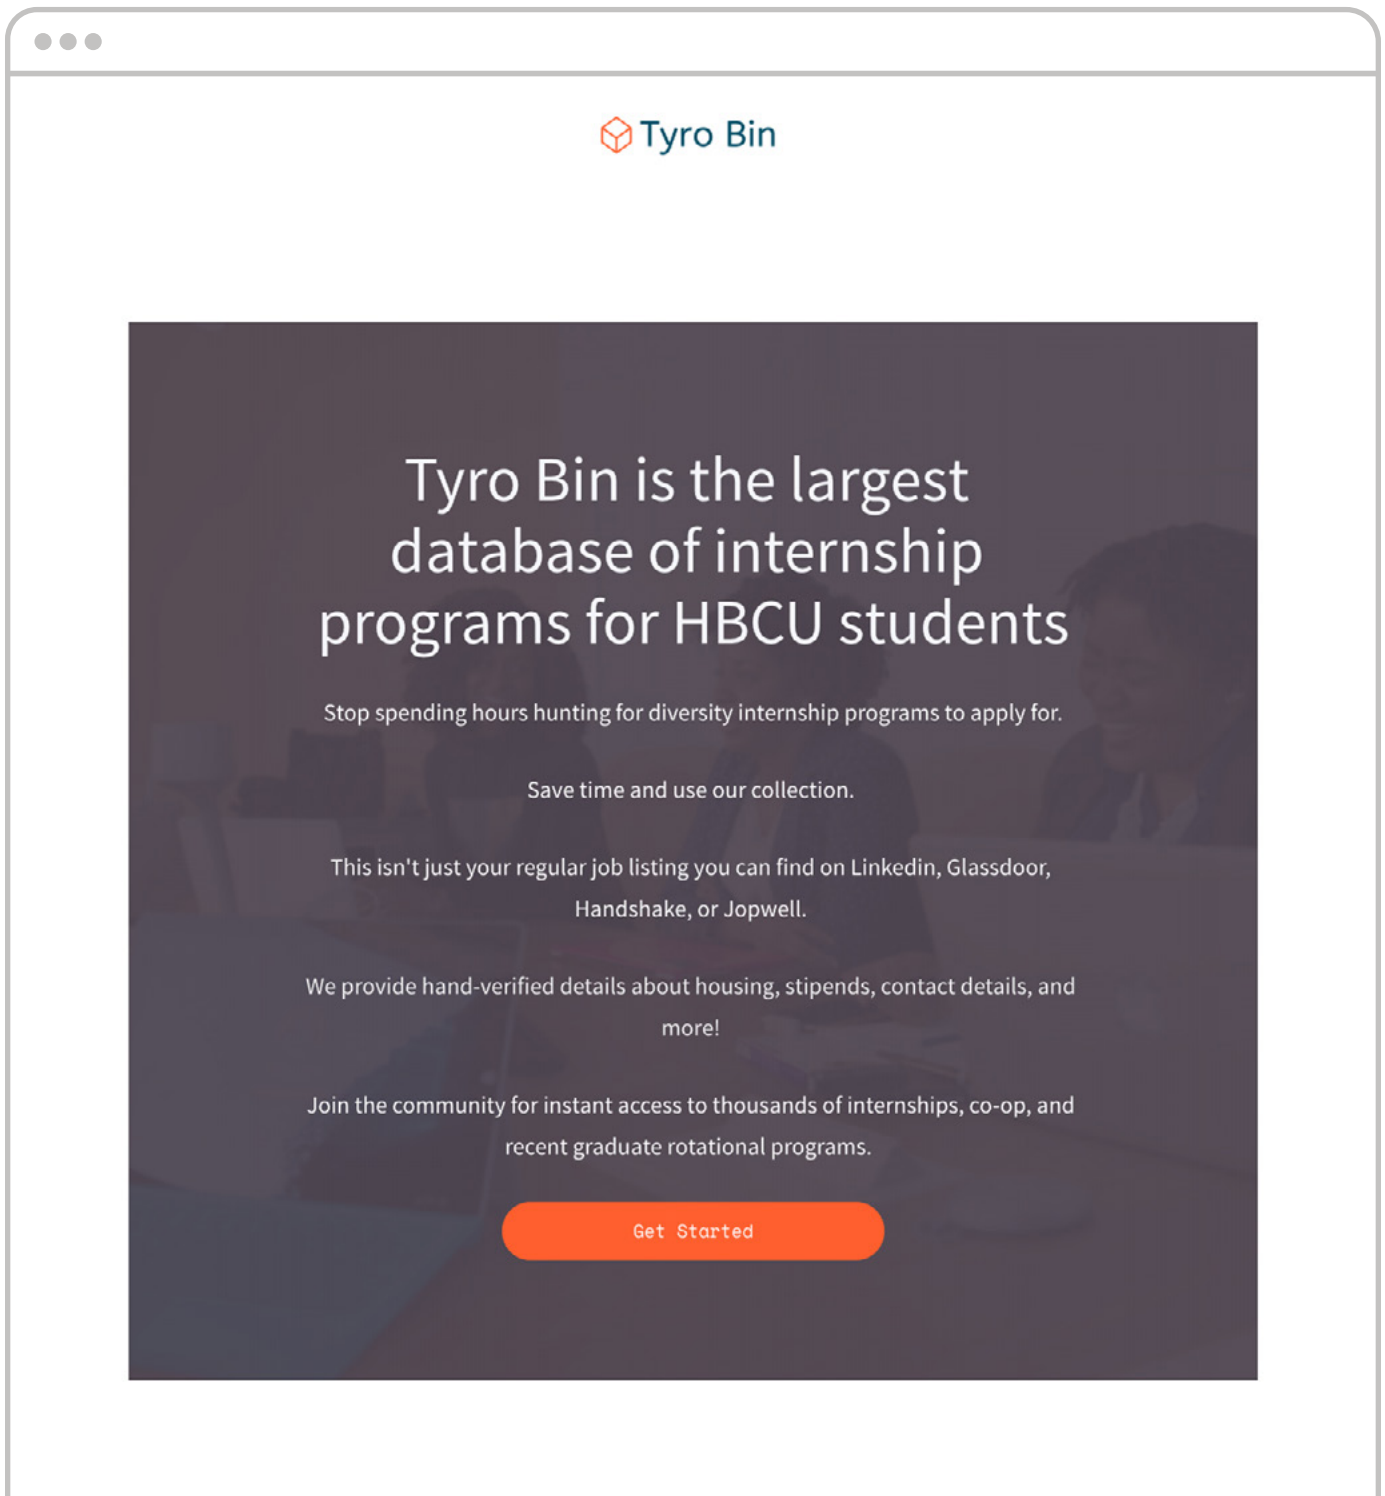 Tyro Bin
Tyro Bin is the largest
database of internship
programs for HBCU students
Stop spending hours hunting for diversity internship programs to apply for.
Save time and use our collection.
This isn't just your regular job listing you can find on Linkedin, Glassdoor,
Handshake, or Jopwell.
We provide hand-verified details about housing, stipends, contact details, and
more!
Join the community for instant access to thousands of internships, co-op, and
recent graduate rotational programs.
Get Started